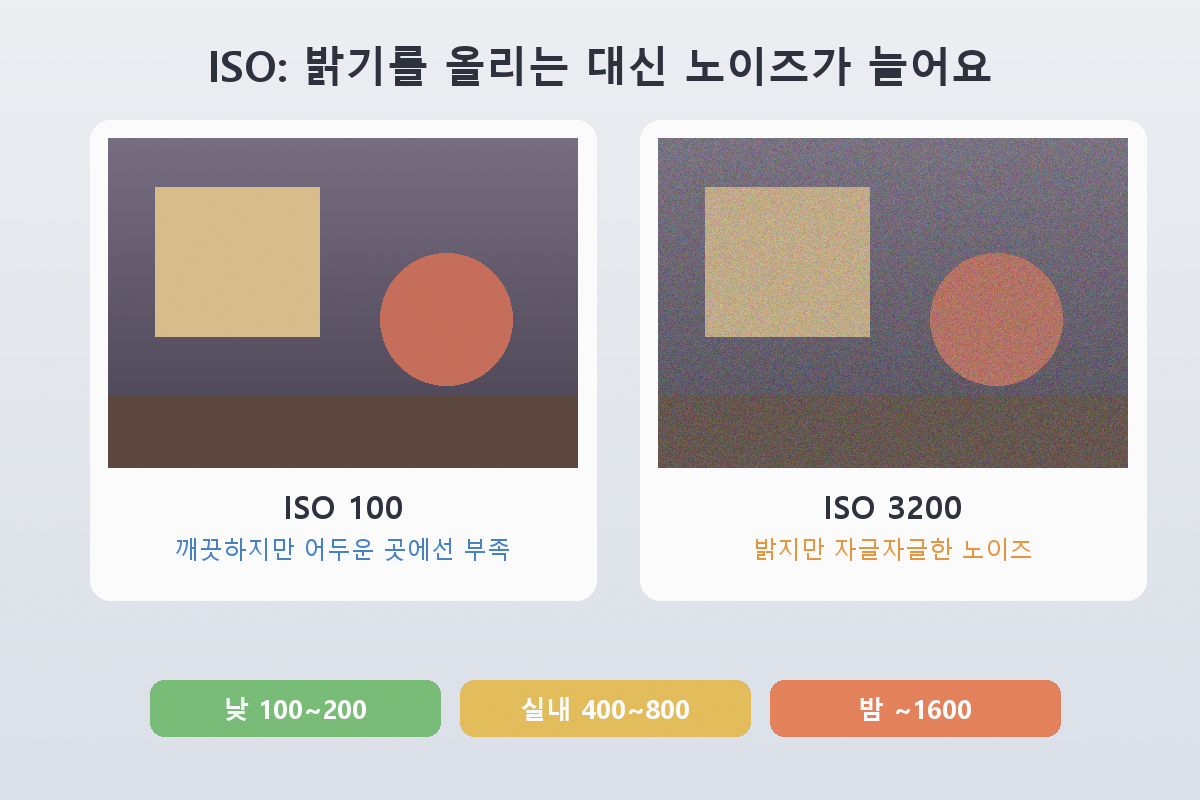 ISO: 밝기를 올리는 대신 노이즈가 늘어요
ISO 100
깨끗하지만 어두운 곳에선 부족
ISO 3200
밝지만 자글자글한 노이즈
낮 100~200
실내 400~800
밤 ~1600